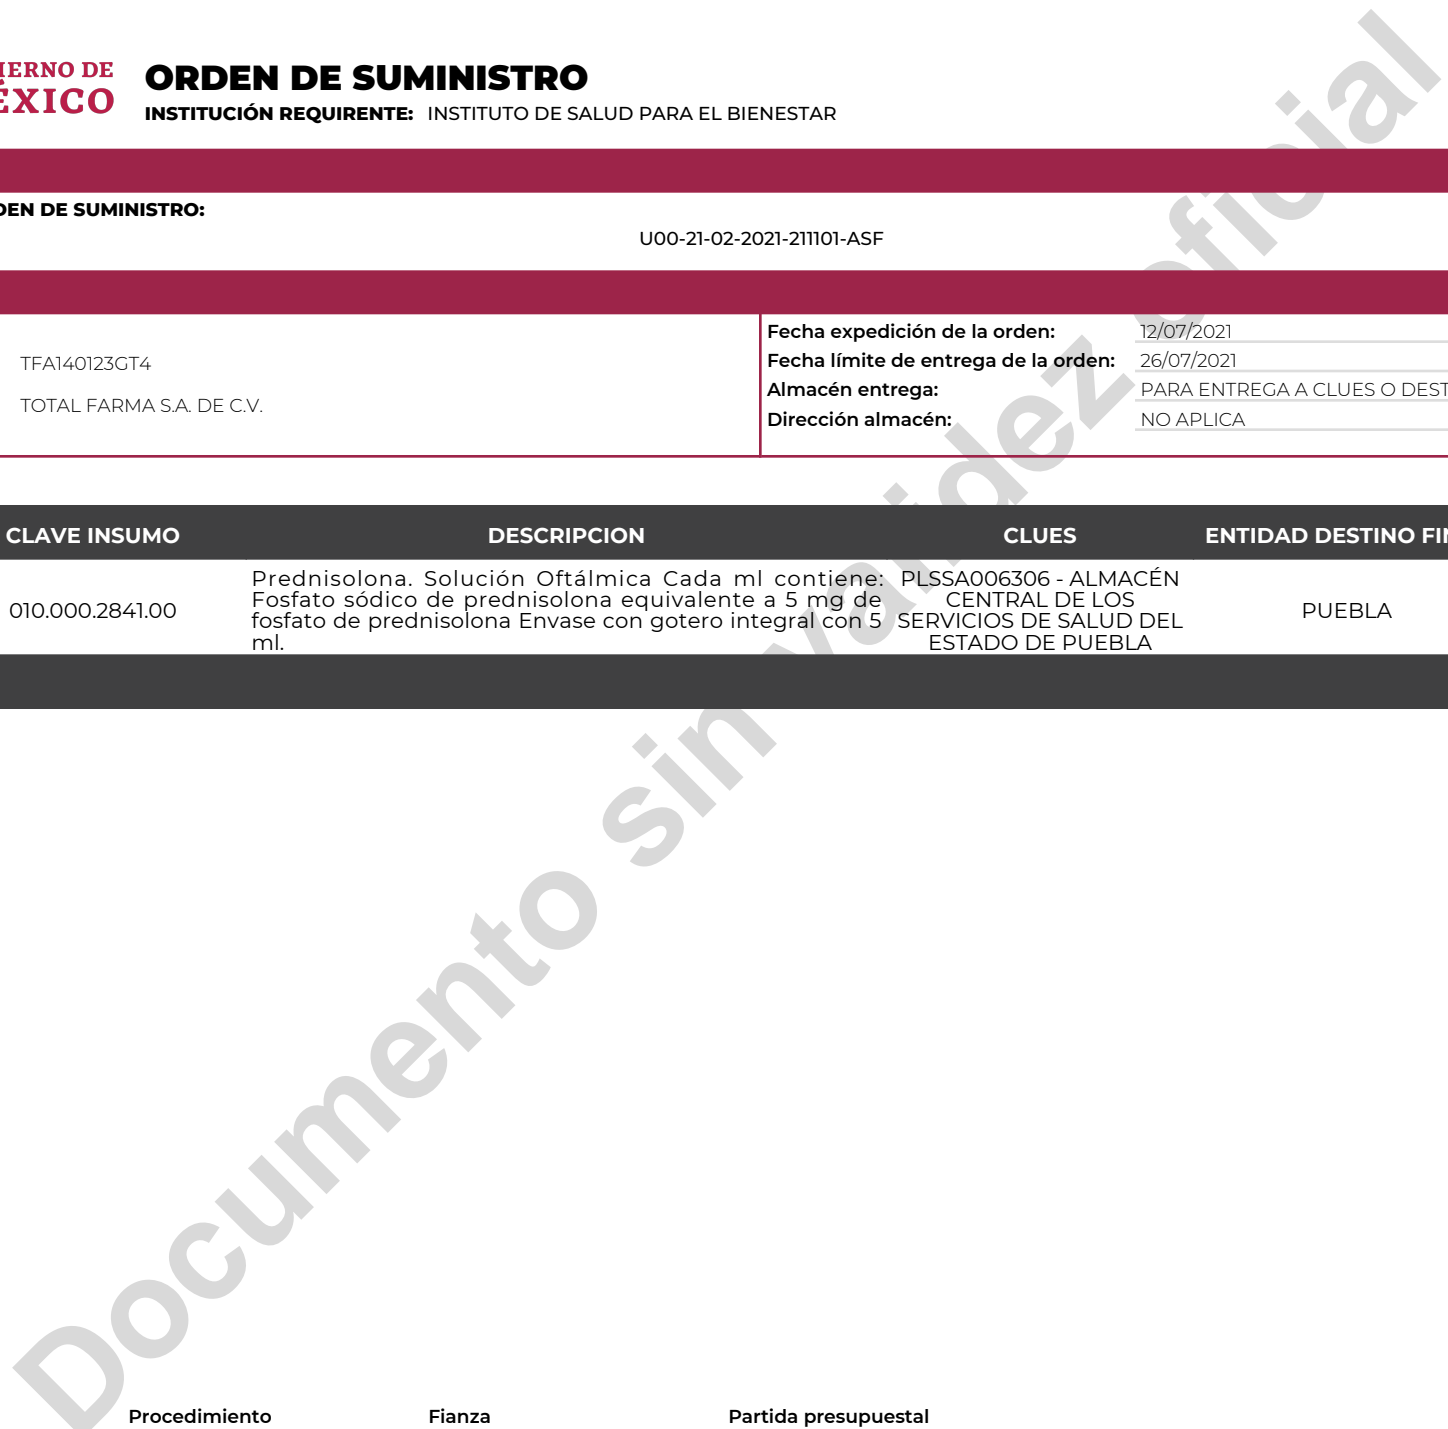 IERNO DE
ÉXICO
ORDEN DE SUMINISTRO
INSTITUCIÓN REQUIRENTE: INSTITUTO DE SALUD PARA EL BIENESTAR
DEN DE SUMINISTRO:
U00-21-02-2021-211101-ASF
TFA140123GT4
TOTAL FARMA S.A. DE C.V.
Fecha expedición de la orden: 12/07/2021
Fecha límite de entrega de la orden: 26/07/2021
Almacén entrega: PARA ENTREGA A CLUES O DEST
Dirección almacén: NO APLICA
CLAVE INSUMO DESCRIPCION CLUES ENTIDAD DESTINO FIN
010.000.2841.00
Prednisolona. Solución Oftálmica Cada ml contiene:
Fosfato sódico de prednisolona equivalente a 5 mg de
fosfato de prednisolona Envase con gotero integral con 5
ml.
PLSSA006306 - ALMACÉN
CENTRAL DE LOS
SERVICIOS DE SALUD DEL
ESTADO DE PUEBLA
PUEBLA
Documento sin validez oficial
Procedimiento Fianza Partida presupuestal